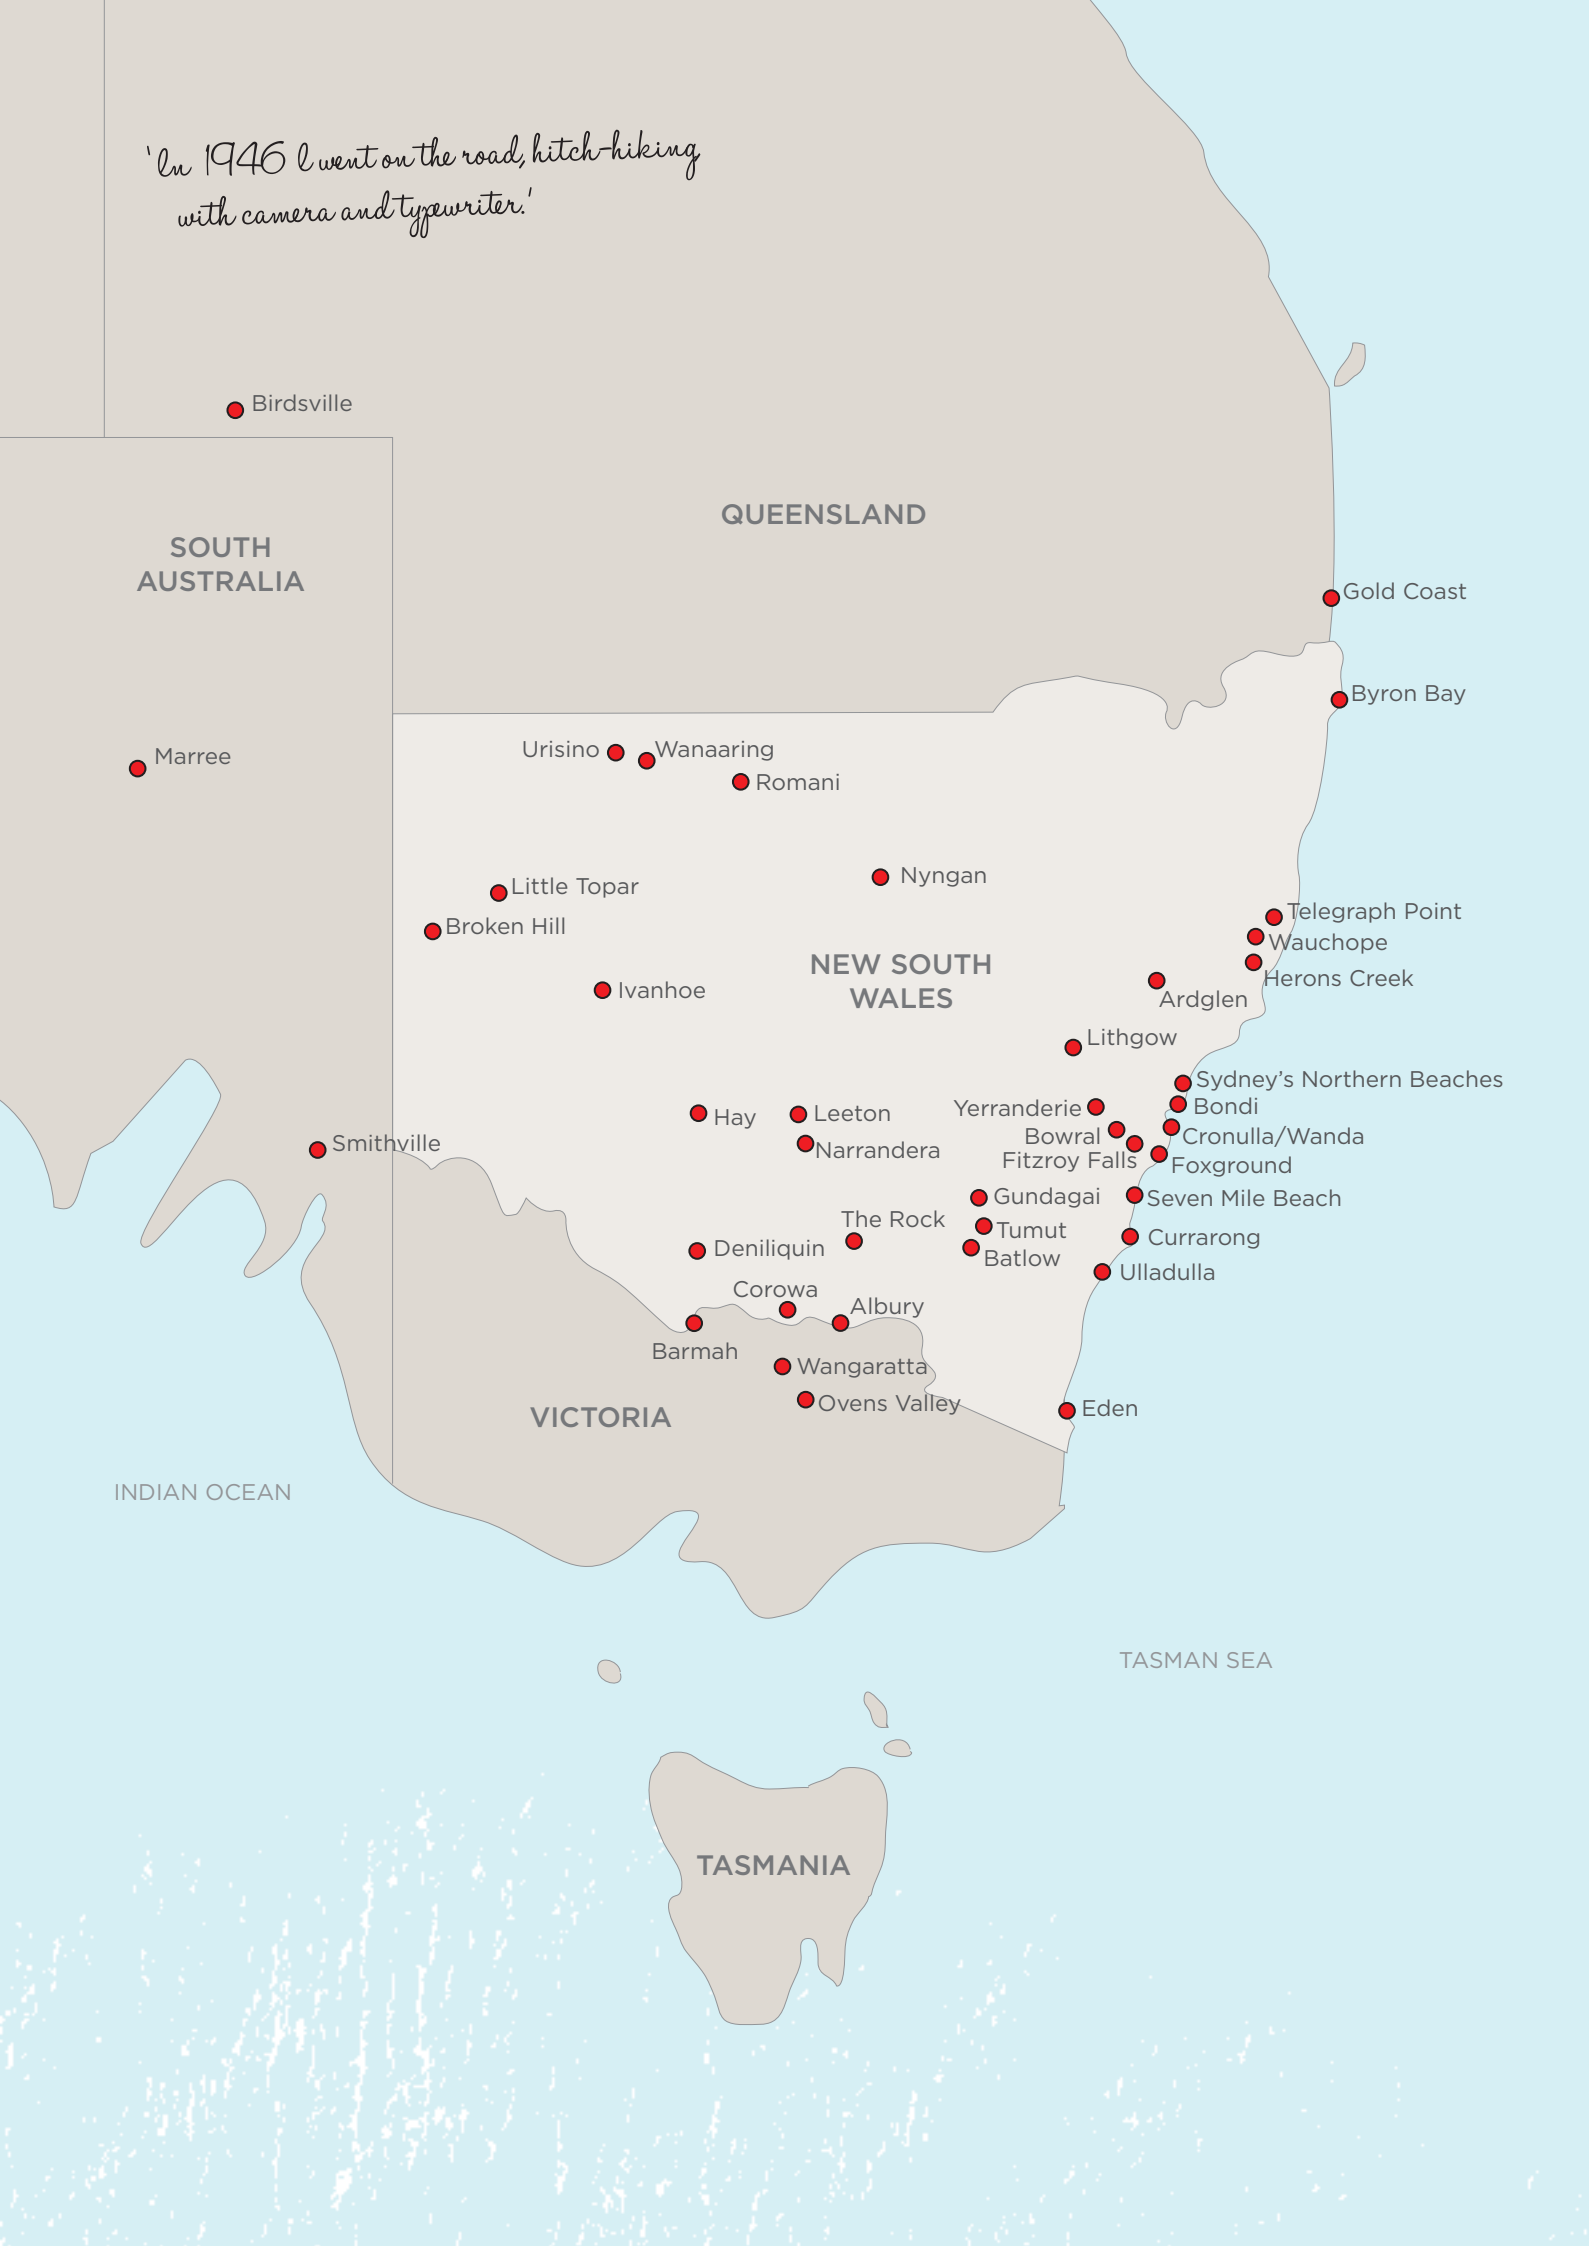 'In 1946 I went on the road, hitch-hiking,
with camera and typewriter.'
Birdsville
QUEENSLAND
SOUTH
AUSTRALIA
Gold Coast
Byron Bay
Marree
Urisino
Wanaaring
Romani
Nyngan
Little Topar
Broken Hill
Telegraph Point
Wauchope
Herons Creek
NEW SOUTH
WALES
Ivanhoe
Ardglen
Lithgow
Sydney’s Northern Beaches
Bondi
Yerranderie
Hay
Leeton
Cronulla/Wanda
Bowral
Smithville
Narrandera
Fitzroy Falls
Foxground
Gundagai
Seven Mile Beach
The Rock
Tumut
Currarong
Deniliquin
Batlow
Ulladulla
Corowa
Albury
Barmah
Wangaratta
Ovens Valley
Eden
VICTORIA
INDIAN OCEAN
TASMAN SEA
TASMANIA